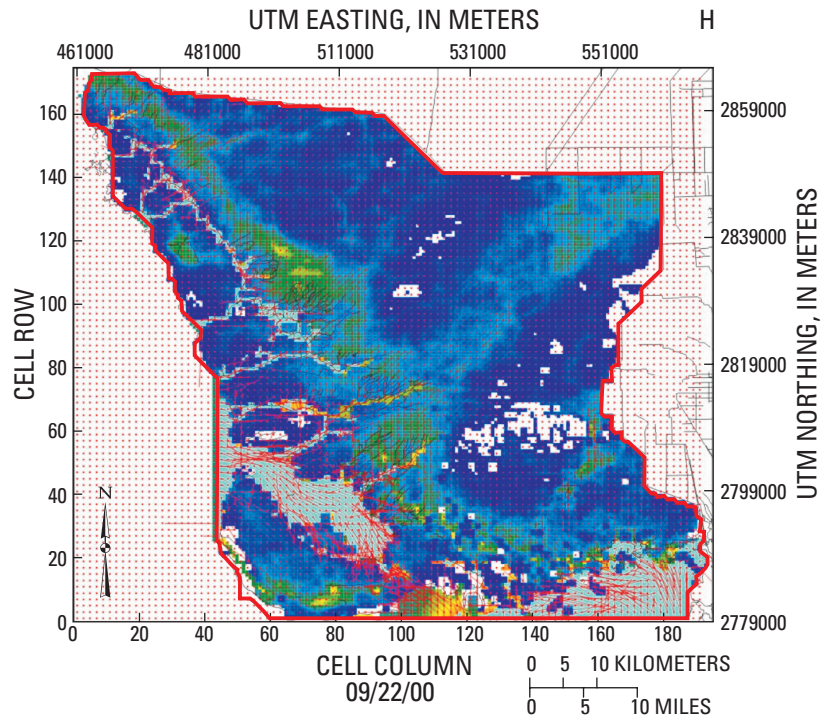 UTM EASTING, IN METERS H
461000 481000 511000 531000 551000
160
140
120
100
80
60
40
20
0
CELL ROW
2859000
2839000
2819000
2799000
2779000
UTM NORTHING, IN METERS
N
0 20 40 60 80 100 120 140 160 180
CELL COLUMN
09/22/00
0 5 10 KILOMETERS
0 5 10 MILES